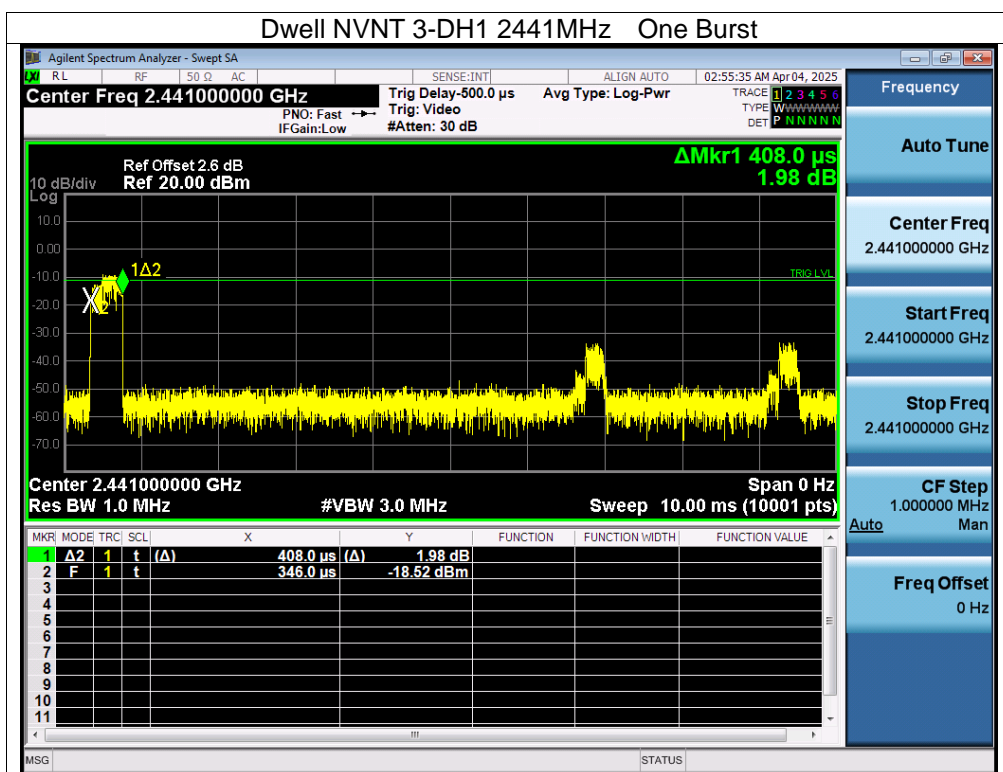 Dwell NVNT 3-DH1 2441MHz One Burst
Agilent Spectrum Analyzer - Swept SA
LXI RL RF 50 Ω AC SENSE:INT ALIGN AUTO 02:55:35 AM Apr 04, 2025
Center Freq 2.441000000 GHz
PNO: Fast
IFGain:Low
Trig Delay-500.0 µs
Trig: Video
#Atten: 30 dB
Avg Type: Log-Pwr
TRACE 1 2 3 4 5 6
TYPE WWWWWWW
DET P N N N N N
ΔMkr1 408.0 µs
1.98 dB
Ref Offset 2.6 dB
10 dB/div Ref 20.00 dBm
Log
10.0
0.00
-10.0
-20.0
-30.0
-40.0
-50.0
-60.0
-70.0
1Δ2
X2
TRIG LVL
Center 2.441000000 GHz Span 0 Hz
Res BW 1.0 MHz #VBW 3.0 MHz Sweep 10.00 ms (10001 pts)
MKR MODE TRC SCL X Y FUNCTION FUNCTION WIDTH FUNCTION VALUE
1 Δ2 1 t (Δ) 408.0 µs (Δ) 1.98 dB
2 F 1 t 346.0 µs -18.52 dBm
3
4
5
6
7
8
9
10
11
MSG STATUS
Frequency
Auto Tune
Center Freq
2.441000000 GHz
Start Freq
2.441000000 GHz
Stop Freq
2.441000000 GHz
CF Step
1.000000 MHz
Auto Man
Freq Offset
0 Hz